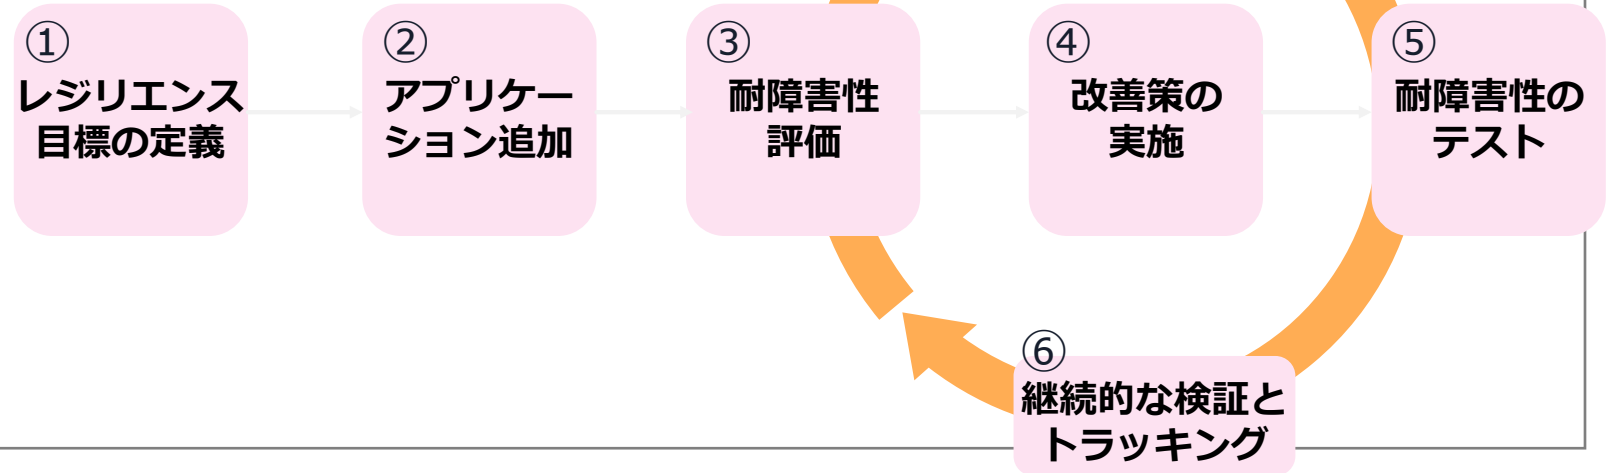 ①
レジリエンス
目標の定義
②
アプリケー
ション追加
③
耐障害性
評価
④
改善策の
実施
⑤
耐障害性の
テスト
⑥
継続的な検証と
トラッキング